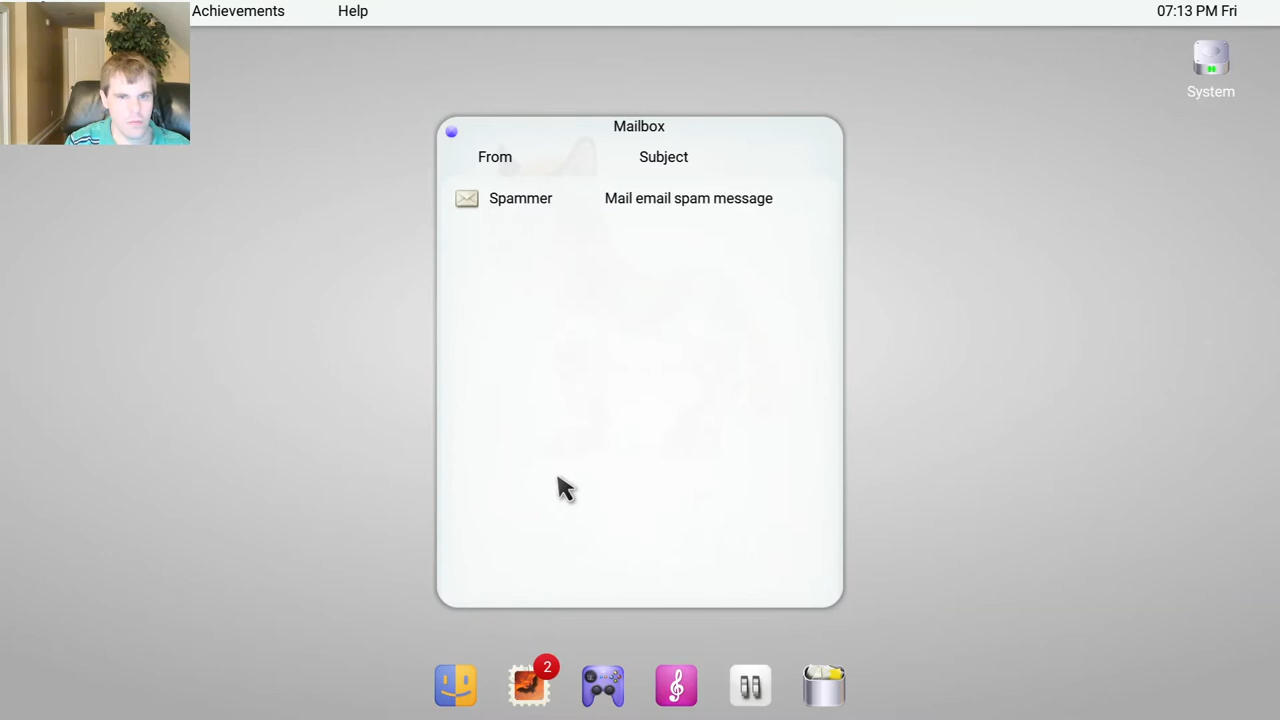 Achievements Help 07:13 PM Fri
System
Mailbox
From Subject
Spammer Mail email spam message
2